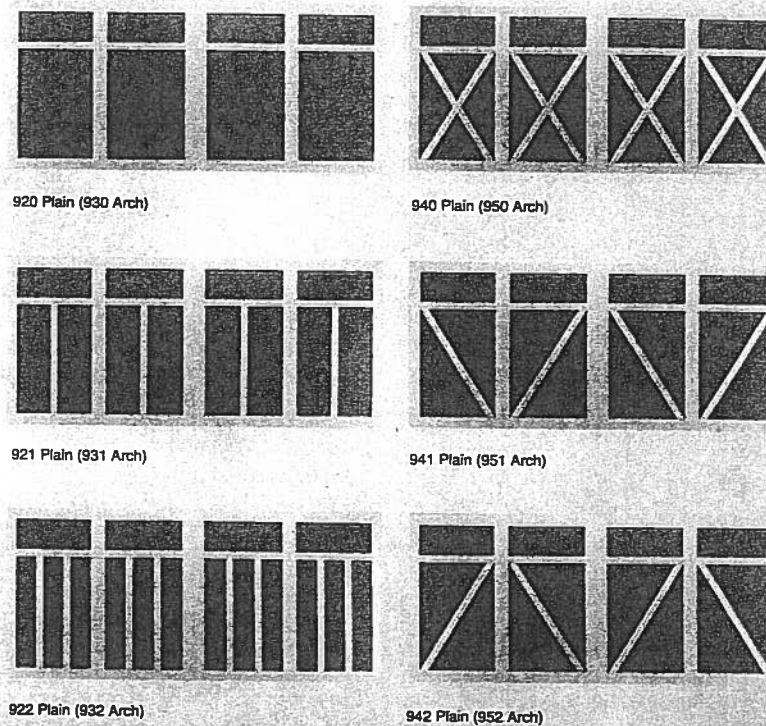 920 Plain (930 Arch)
940 Plain (950 Arch)
921 Plain (931 Arch)
941 Plain (951 Arch)
922 Plain (932 Arch)
942 Plain (952 Arch)